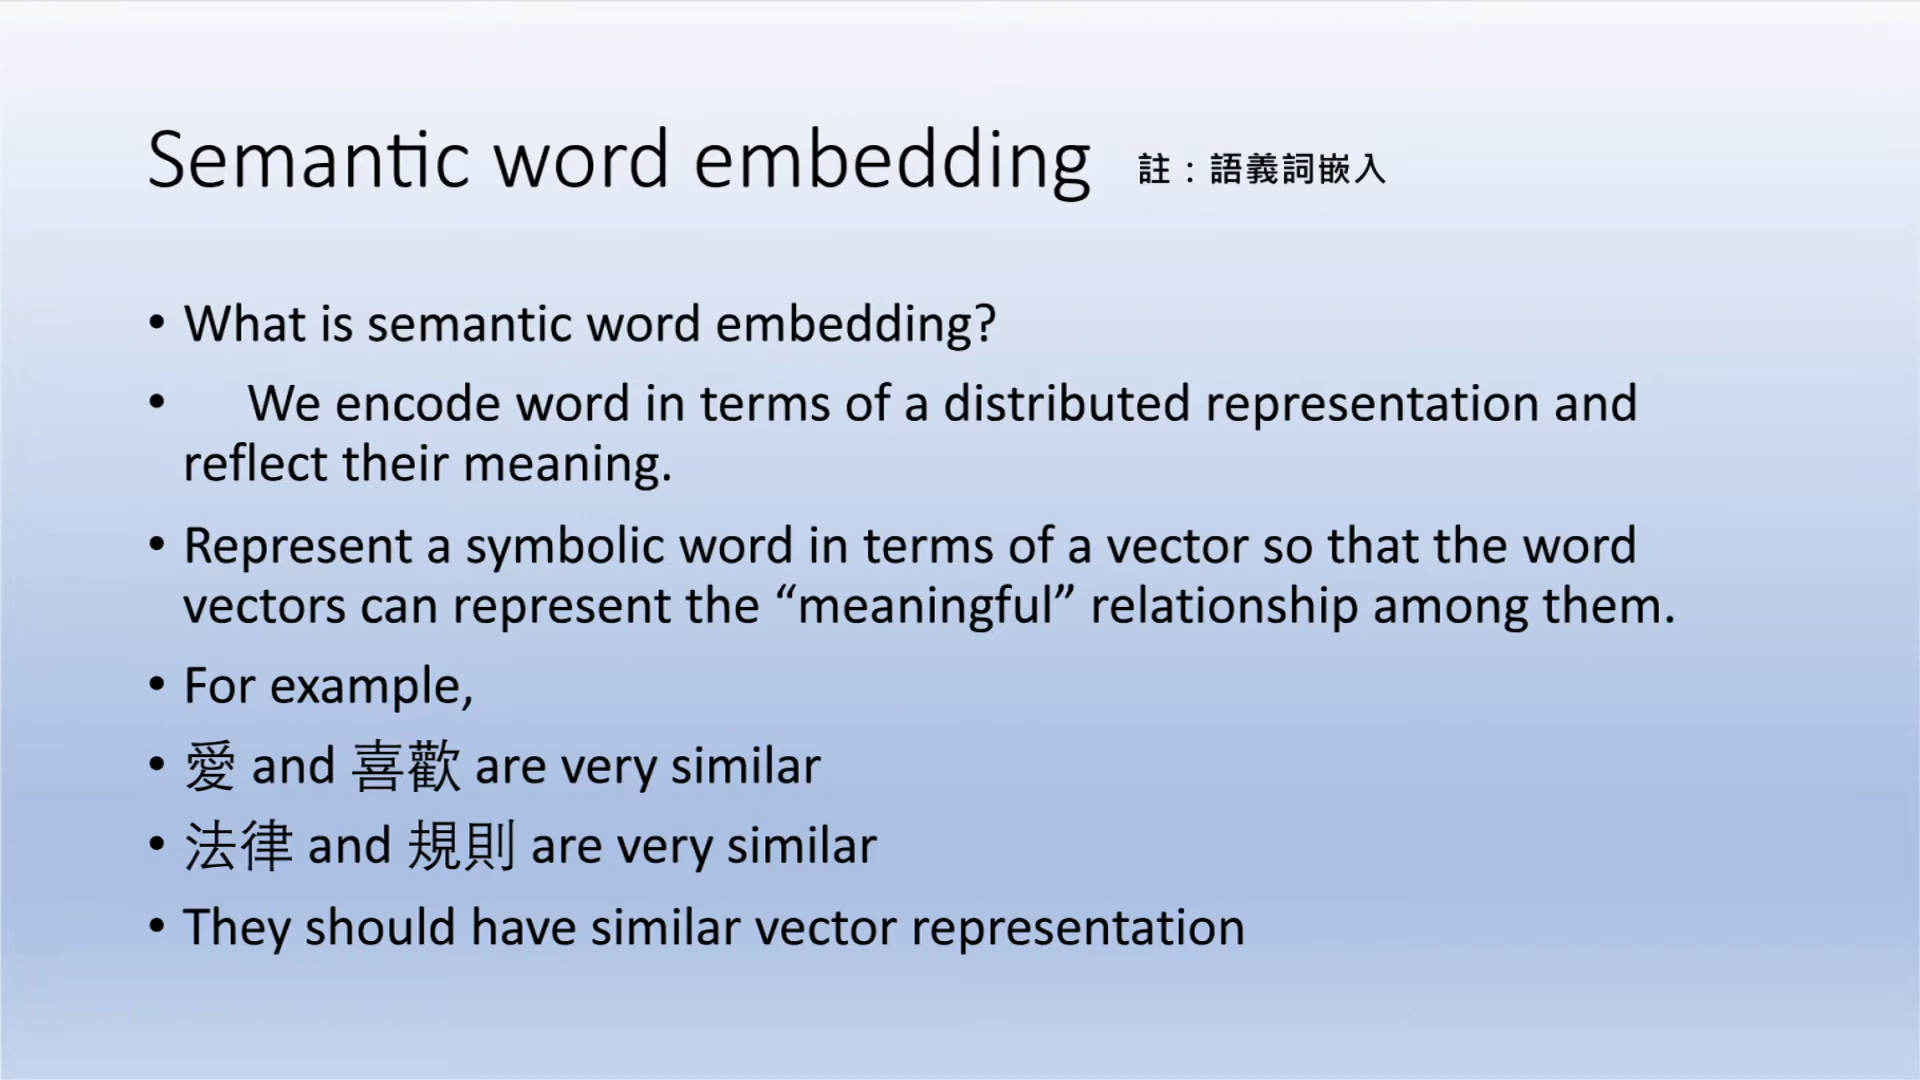 Semantic word embedding 註：語義詞嵌入
• What is semantic word embedding?
• We encode word in terms of a distributed representation and
reflect their meaning.
• Represent a symbolic word in terms of a vector so that the word
vectors can represent the “meaningful” relationship among them.
• For example,
• 愛 and 喜歡 are very similar
• 法律 and 規則 are very similar
• They should have similar vector representation